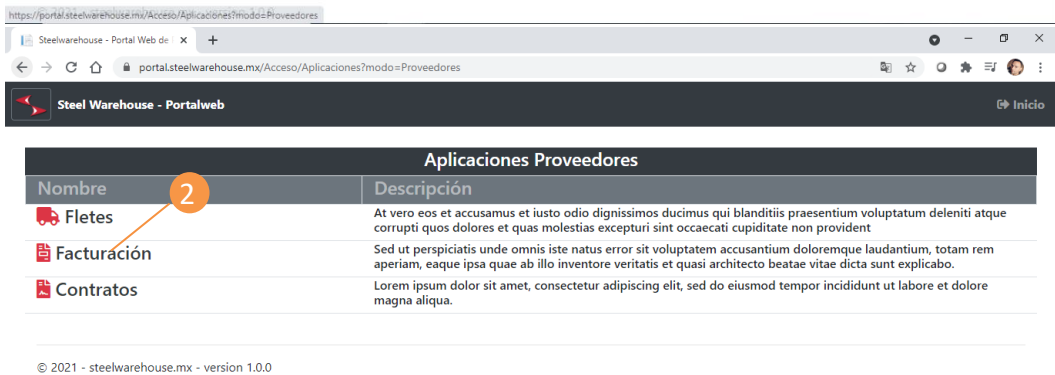 https://portal.steelwarehouse.mx/Acceso/Aplicaciones?modo=Proveedores
Steelwarehouse - Portal Web de
portal.steelwarehouse.mx/Acceso/Aplicaciones?modo=Proveedores
Steel Warehouse - Portalweb
Inicio
Aplicaciones Proveedores
Nombre
Descripción
2
Fletes
At vero eos et accusamus et iusto odio dignissimos ducimus qui blanditiis praesentium voluptatum deleniti atque
corrupti quos dolores et quas molestias excepturi sint occaecati cupiditate non provident
Facturación
Sed ut perspiciatis unde omnis iste natus error sit voluptatem accusantium doloremque laudantium, totam rem
aperiam, eaque ipsa quae ab illo inventore veritatis et quasi architecto beatae vitae dicta sunt explicabo.
Contratos
Lorem ipsum dolor sit amet, consectetur adipiscing elit, sed do eiusmod tempor incididunt ut labore et dolore
magna aliqua.
© 2021 - steelwarehouse.mx - version 1.0.0